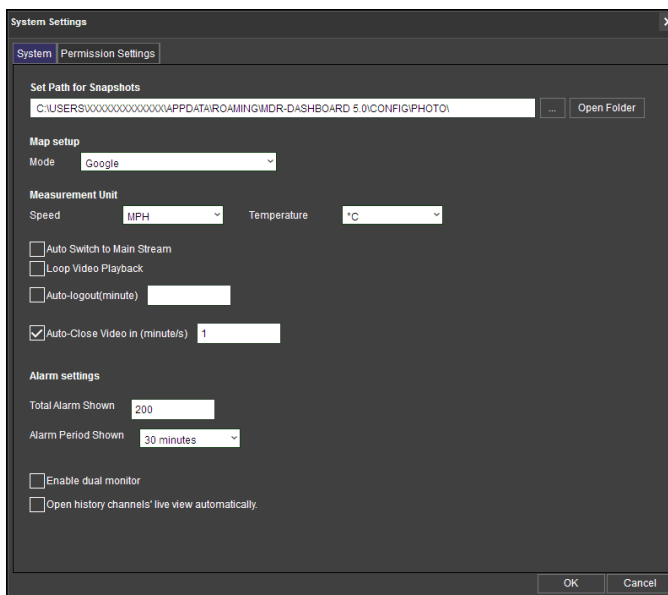 System Settings
System Permission Settings
Set Path for Snapshots
C:\USERS\XXXXXXXXXXXXX\APPDATA\ROAMING\MDR-DASHBOARD 5.0\CONFIG\PHOTO\ ... Open Folder
Map setup
Mode Google
Measurement Unit
Speed MPH Temperature °C
Auto Switch to Main Stream
Loop Video Playback
Auto-logout(minute)
Auto-Close Video in (minute/s) 1
Alarm settings
Total Alarm Shown 200
Alarm Period Shown 30 minutes
Enable dual monitor
Open history channels' live view automatically.
OK Cancel